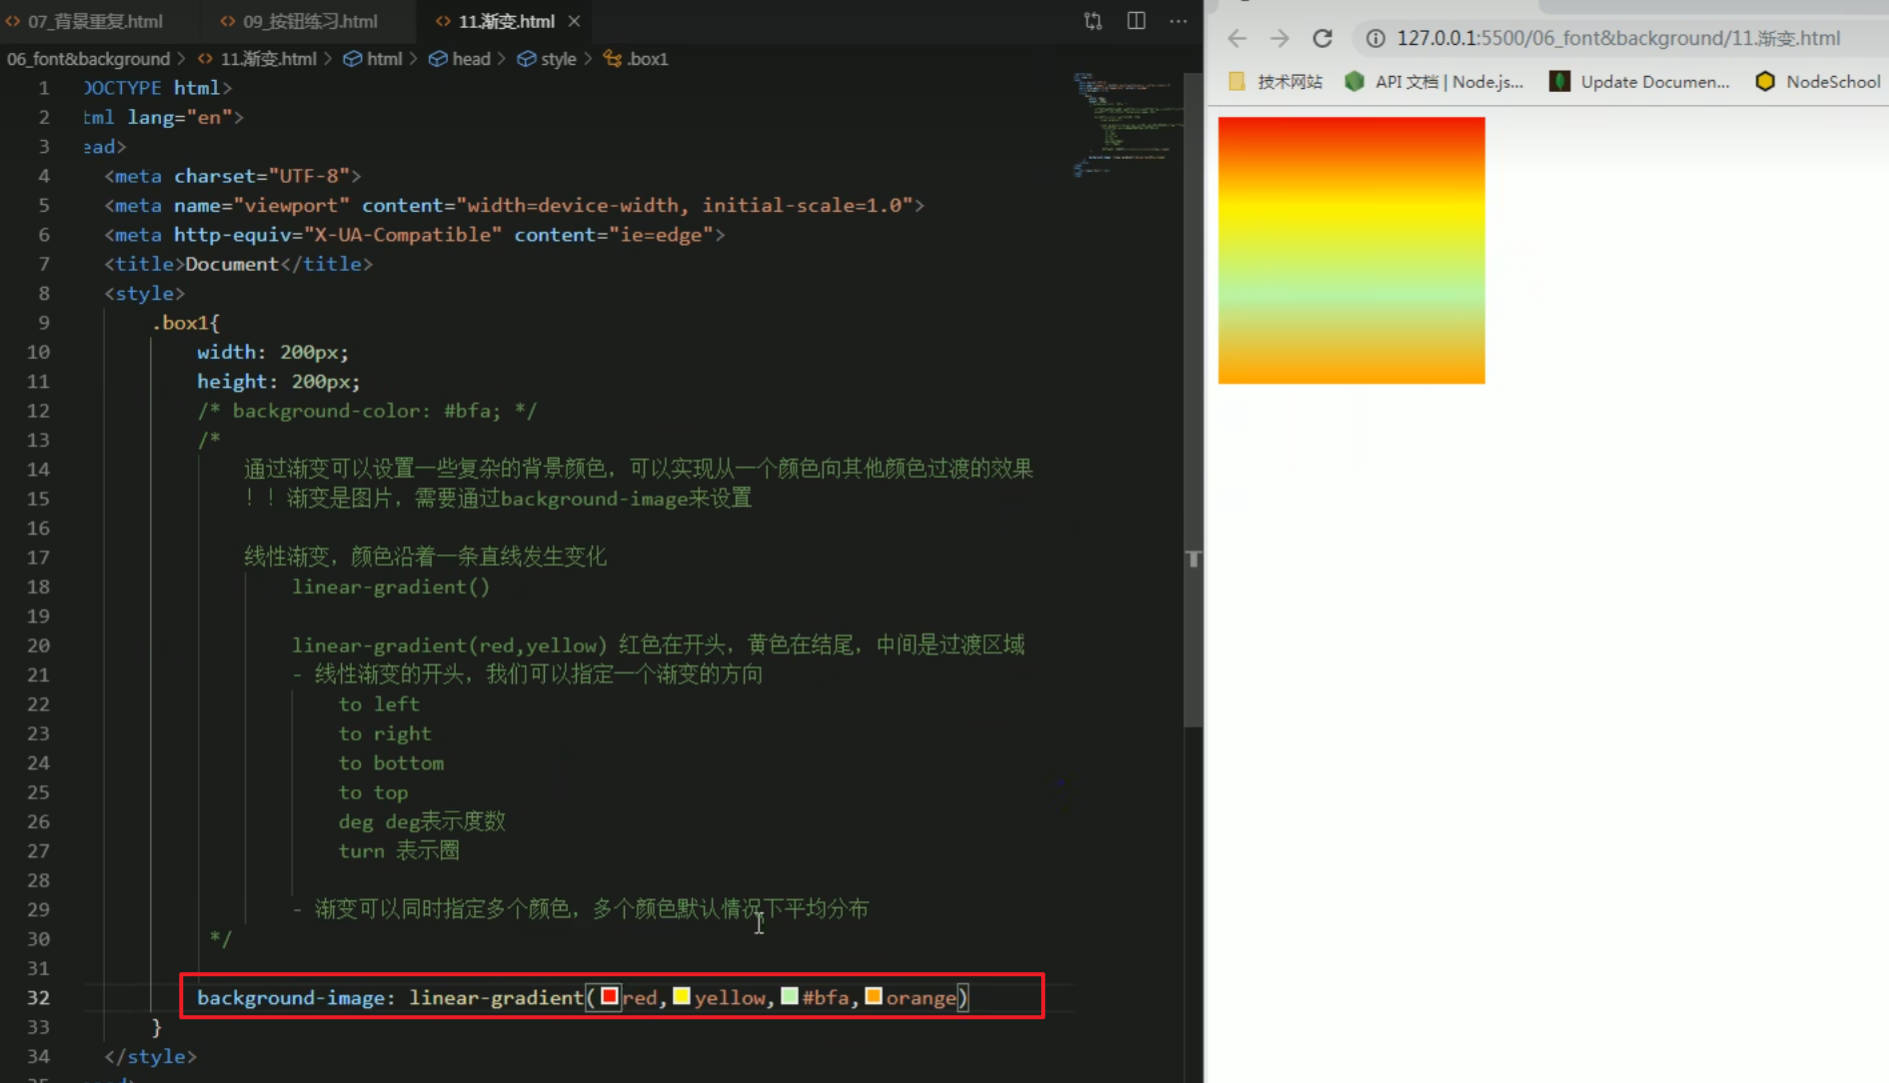 07_背景重复.html
09_按钮练习.html
11.渐变.html
06_font&background > 11.渐变.html > html > head > style > .box1
1 DOCTYPE html>
2 tml lang="en">
3 ead>
4 <meta charset="UTF-8">
5 <meta name="viewport" content="width=device-width, initial-scale=1.0">
6 <meta http-equiv="X-UA-Compatible" content="ie=edge">
7 <title>Document</title>
8 <style>
9 .box1{
10 width: 200px;
11 height: 200px;
12 /* background-color: #bfa; */
13 /*
14 通过渐变可以设置一些复杂的背景颜色，可以实现从一个颜色向其他颜色过渡的效果
15 ！！渐变是图片，需要通过background-image来设置
16
17 线性渐变，颜色沿着一条直线发生变化
18 linear-gradient()
19
20 linear-gradient(red,yellow) 红色在开头，黄色在结尾，中间是过渡区域
21 - 线性渐变的开头，我们可以指定一个渐变的方向
22 to left
23 to right
24 to bottom
25 to top
26 deg deg表示度数
27 turn 表示圈
28
29 - 渐变可以同时指定多个颜色，多个颜色默认情况下平均分布
30 */
31
32 background-image: linear-gradient(red,yellow,#bfa,orange)
33 }
34 </style>
127.0.0.1:5500/06_font&background/11.渐变.html
技术网站
API 文档 | Node.js...
Update Documen...
NodeSchool